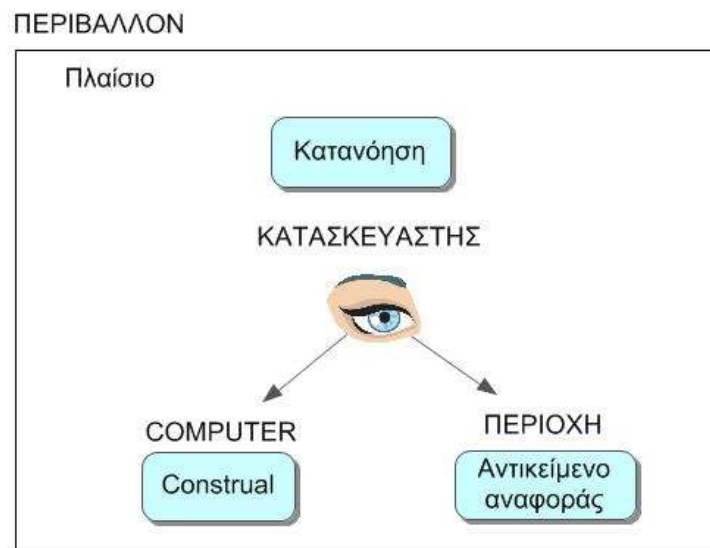 ΠΕΡΙΒΑΛΛΟΝ
Πλαίσιο
Κατανόηση
ΚΑΤΑΣΚΕΥΑΣΤΗΣ
COMPUTER
Construal
ΠΕΡΙΟΧΗ
Αντικείμενο
αναφοράς